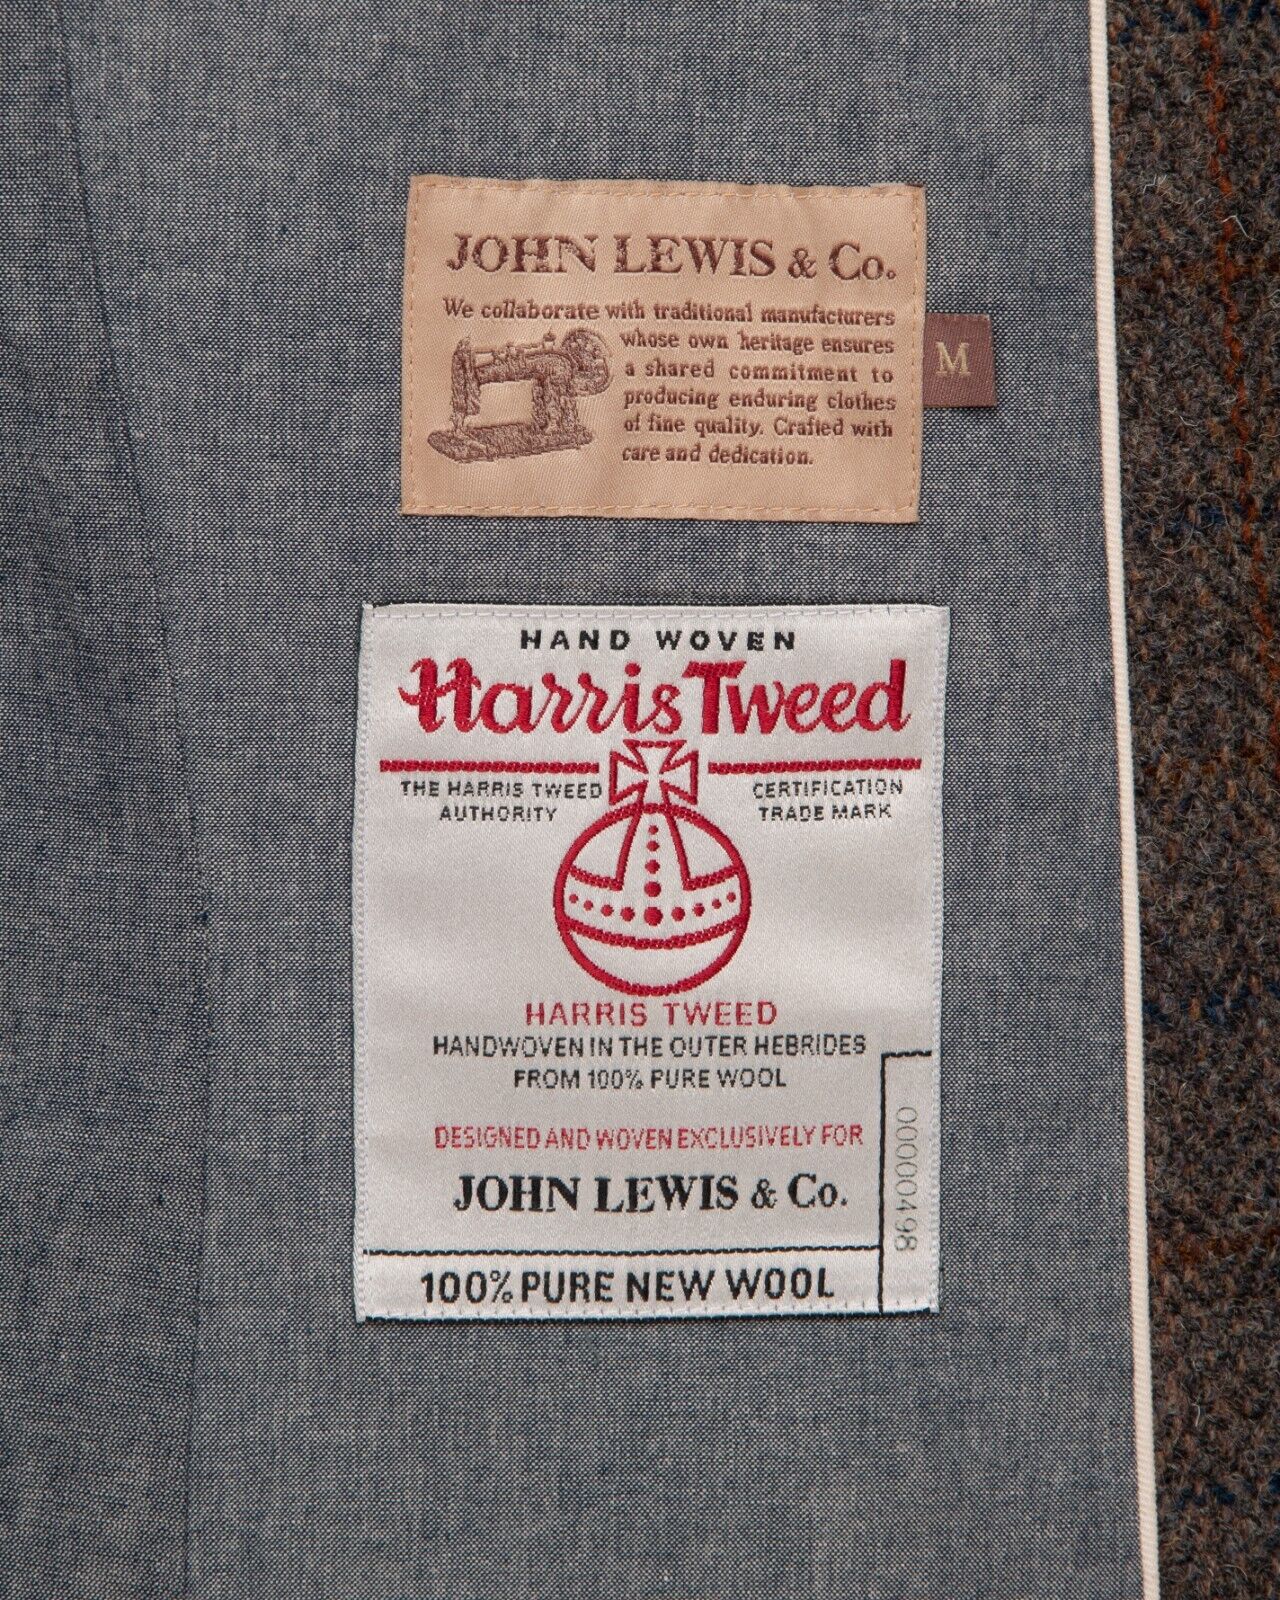 JOHN LEWIS & Co.
We collaborate with traditional manufacturers
whose own heritage ensures
a shared commitment to
producing enduring clothes
of fine quality. Crafted with
care and dedication.
M
HAND WOVEN
Harris Tweed
THE HARRIS TWEED
AUTHORITY
CERTIFICATION
TRADE MARK
HARRIS TWEED
HANDWOVEN IN THE OUTER HEBRIDES
FROM 100% PURE WOOL
DESIGNED AND WOVEN EXCLUSIVELY FOR
JOHN LEWIS & Co.
100% PURE NEW WOOL
00000498